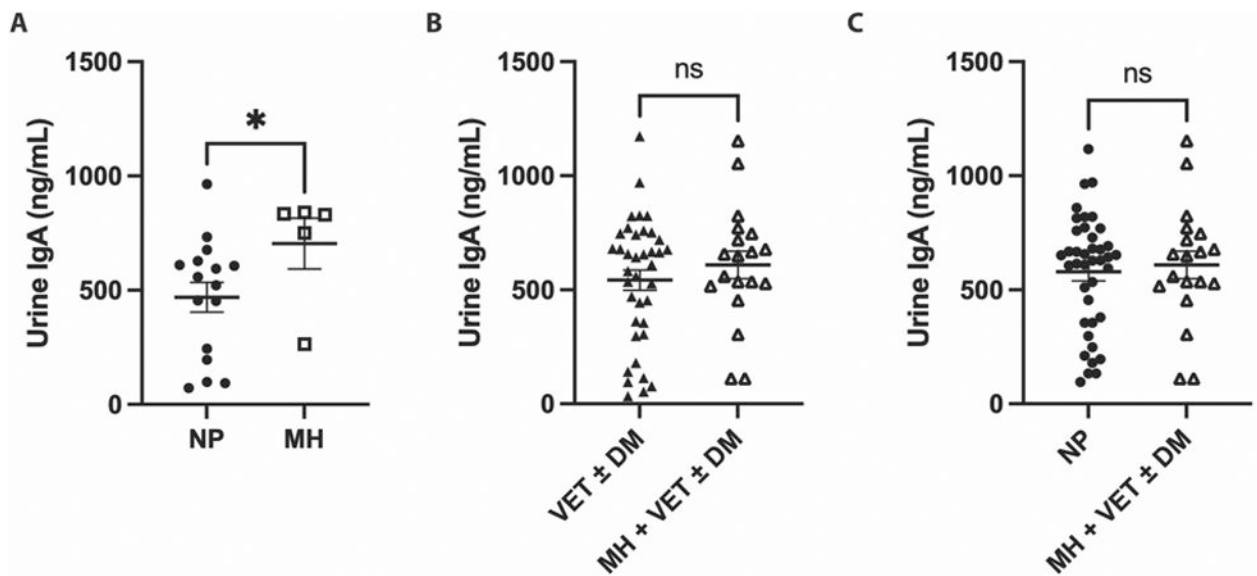 A
Urine IgA (ng/mL)
1500
1000
500
0
*
NP
MH
B
Urine IgA (ng/mL)
1500
1000
500
0
ns
VET ± DM
MH + VET ± DM
C
Urine IgA (ng/mL)
1500
1000
500
0
ns
NP
MH + VET ± DM